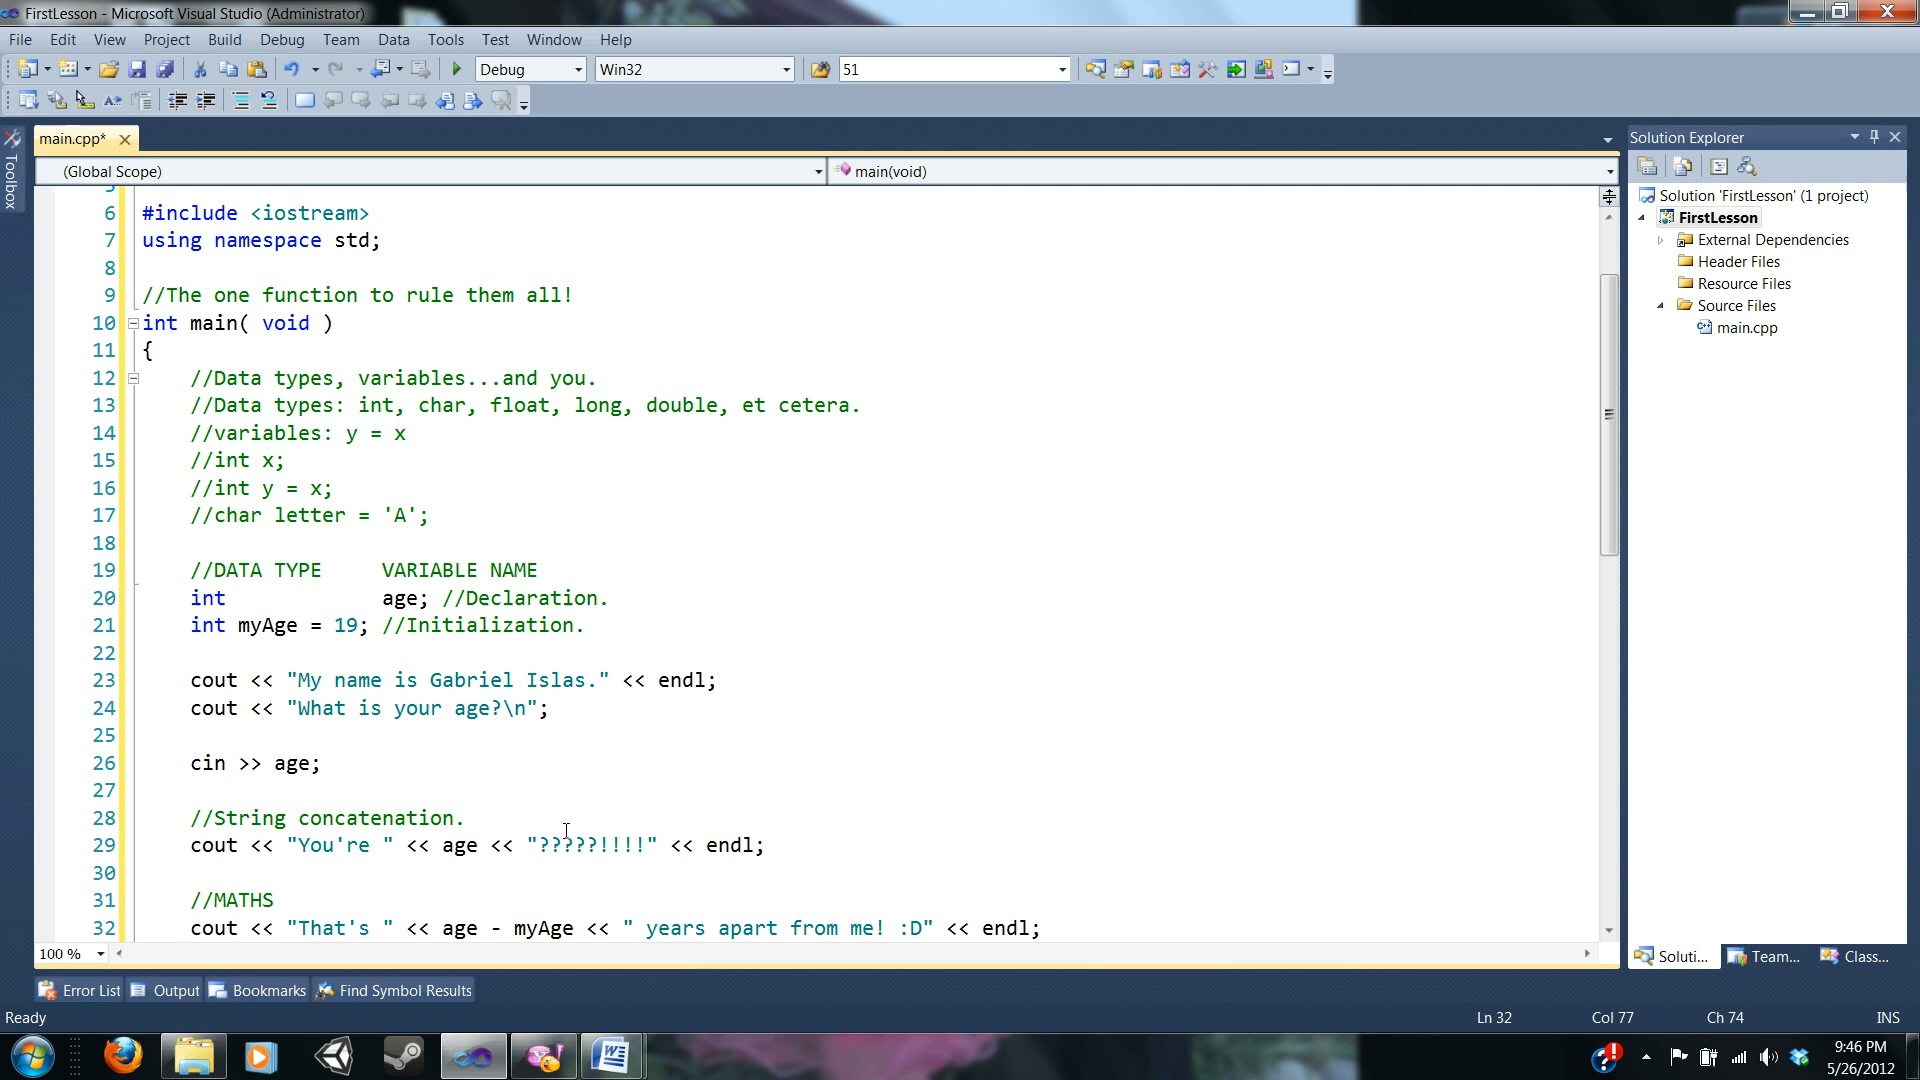 FirstLesson - Microsoft Visual Studio (Administrator)
File Edit View Project Build Debug Team Data Tools Test Window Help
Debug Win32 51
Toolbox
main.cpp*
(Global Scope) main(void)
5
6 #include <iostream>
7 using namespace std;
8
9 //The one function to rule them all!
10 int main( void )
11 {
12 //Data types, variables...and you.
13 //Data types: int, char, float, long, double, et cetera.
14 //variables: y = x
15 //int x;
16 //int y = x;
17 //char letter = 'A';
18
19 //DATA TYPE VARIABLE NAME
20 int age; //Declaration.
21 int myAge = 19; //Initialization.
22
23 cout << "My name is Gabriel Islas." << endl;
24 cout << "What is your age?\n";
25
26 cin >> age;
27
28 //String concatenation.
29 cout << "You're " << age << "?????!!!!" << endl;
30
31 //MATHS
32 cout << "That's " << age - myAge << " years apart from me! :D" << endl;
100 %
Solution Explorer
Solution 'FirstLesson' (1 project)
FirstLesson
External Dependencies
Header Files
Resource Files
Source Files
main.cpp
Soluti... Team... Class...
Error List Output Bookmarks Find Symbol Results
Ready Ln 32 Col 77 Ch 74 INS
9:46 PM
5/26/2012